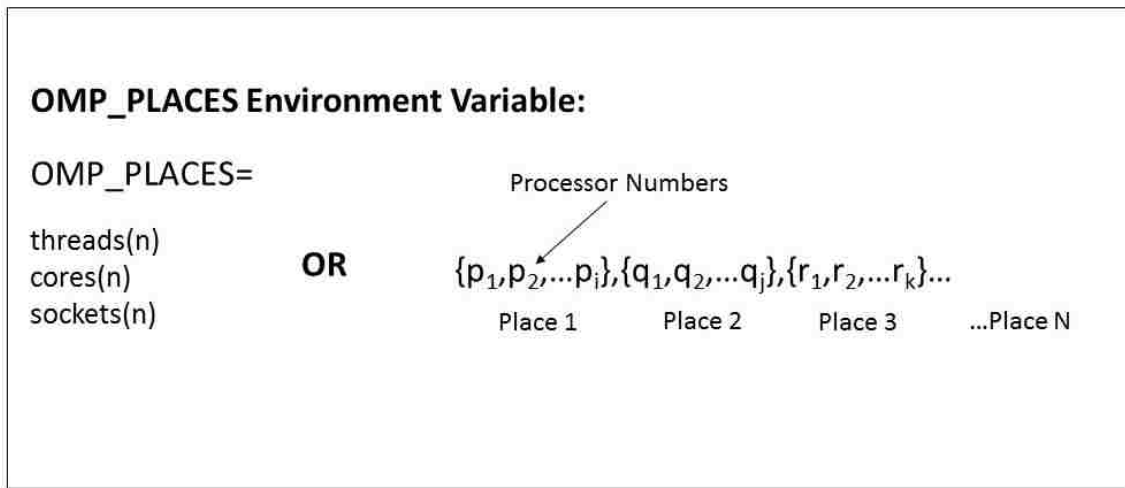 OMP_PLACES Environment Variable:
OMP_PLACES=
Processor Numbers
threads(n)
cores(n)
sockets(n)
OR
{p₁,p₂,...pᵢ},{q₁,q₂,...qⱼ},{r₁,r₂,...rₖ}...
Place 1 Place 2 Place 3 ...Place N